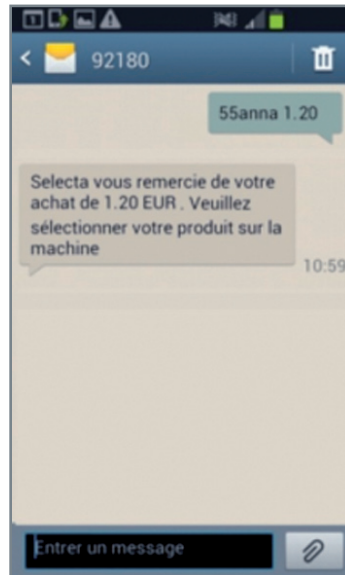 92180
55anna 1.20
Selecta vous remercie de votre
achat de 1.20 EUR . Veuillez
sélectionner votre produit sur la
machine
10:59
Entrer un message